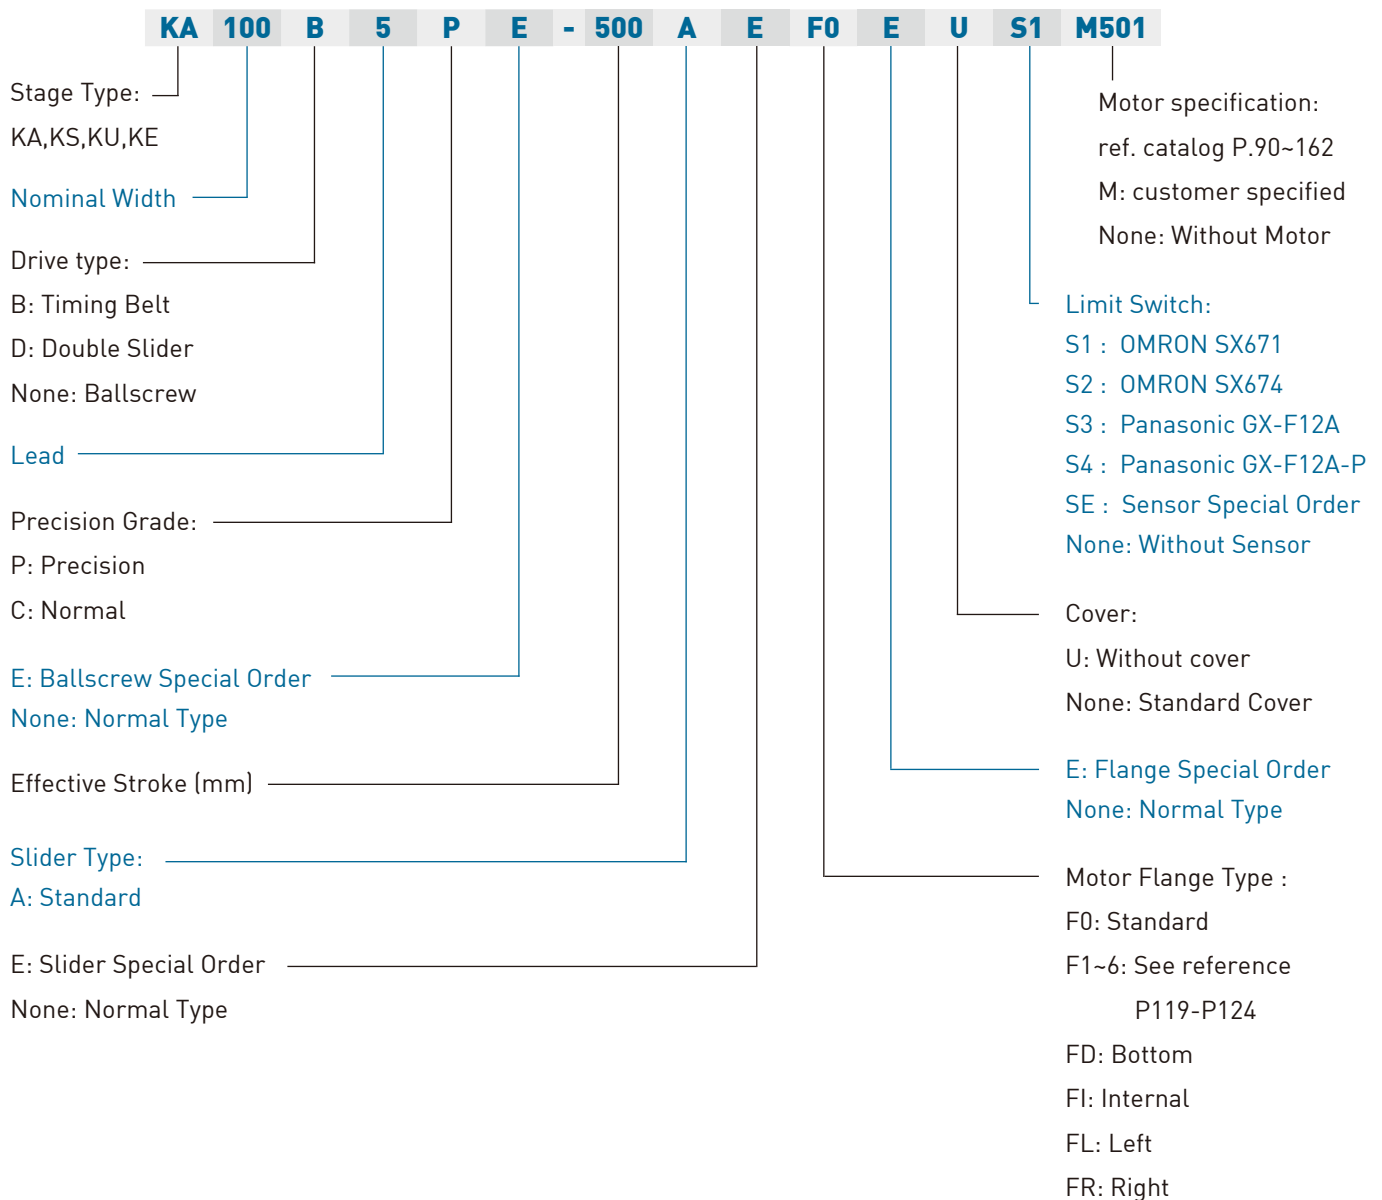 KA 100 B 5 P E - 500 A E F0 E U S1 M501
Stage Type:
KA,KS,KU,KE
Nominal Width
Drive type:
B: Timing Belt
D: Double Slider
None: Ballscrew
Lead
Precision Grade:
P: Precision
C: Normal
E: Ballscrew Special Order
None: Normal Type
Effective Stroke (mm)
Slider Type:
A: Standard
E: Slider Special Order
None: Normal Type
Motor specification:
ref. catalog P.90~162
M: customer specified
None: Without Motor
Limit Switch:
S1 : OMRON SX671
S2 : OMRON SX674
S3 : Panasonic GX-F12A
S4 : Panasonic GX-F12A-P
SE : Sensor Special Order
None: Without Sensor
Cover:
U: Without cover
None: Standard Cover
E: Flange Special Order
None: Normal Type
Motor Flange Type :
F0: Standard
F1~6: See reference
P119-P124
FD: Bottom
FI: Internal
FL: Left
FR: Right